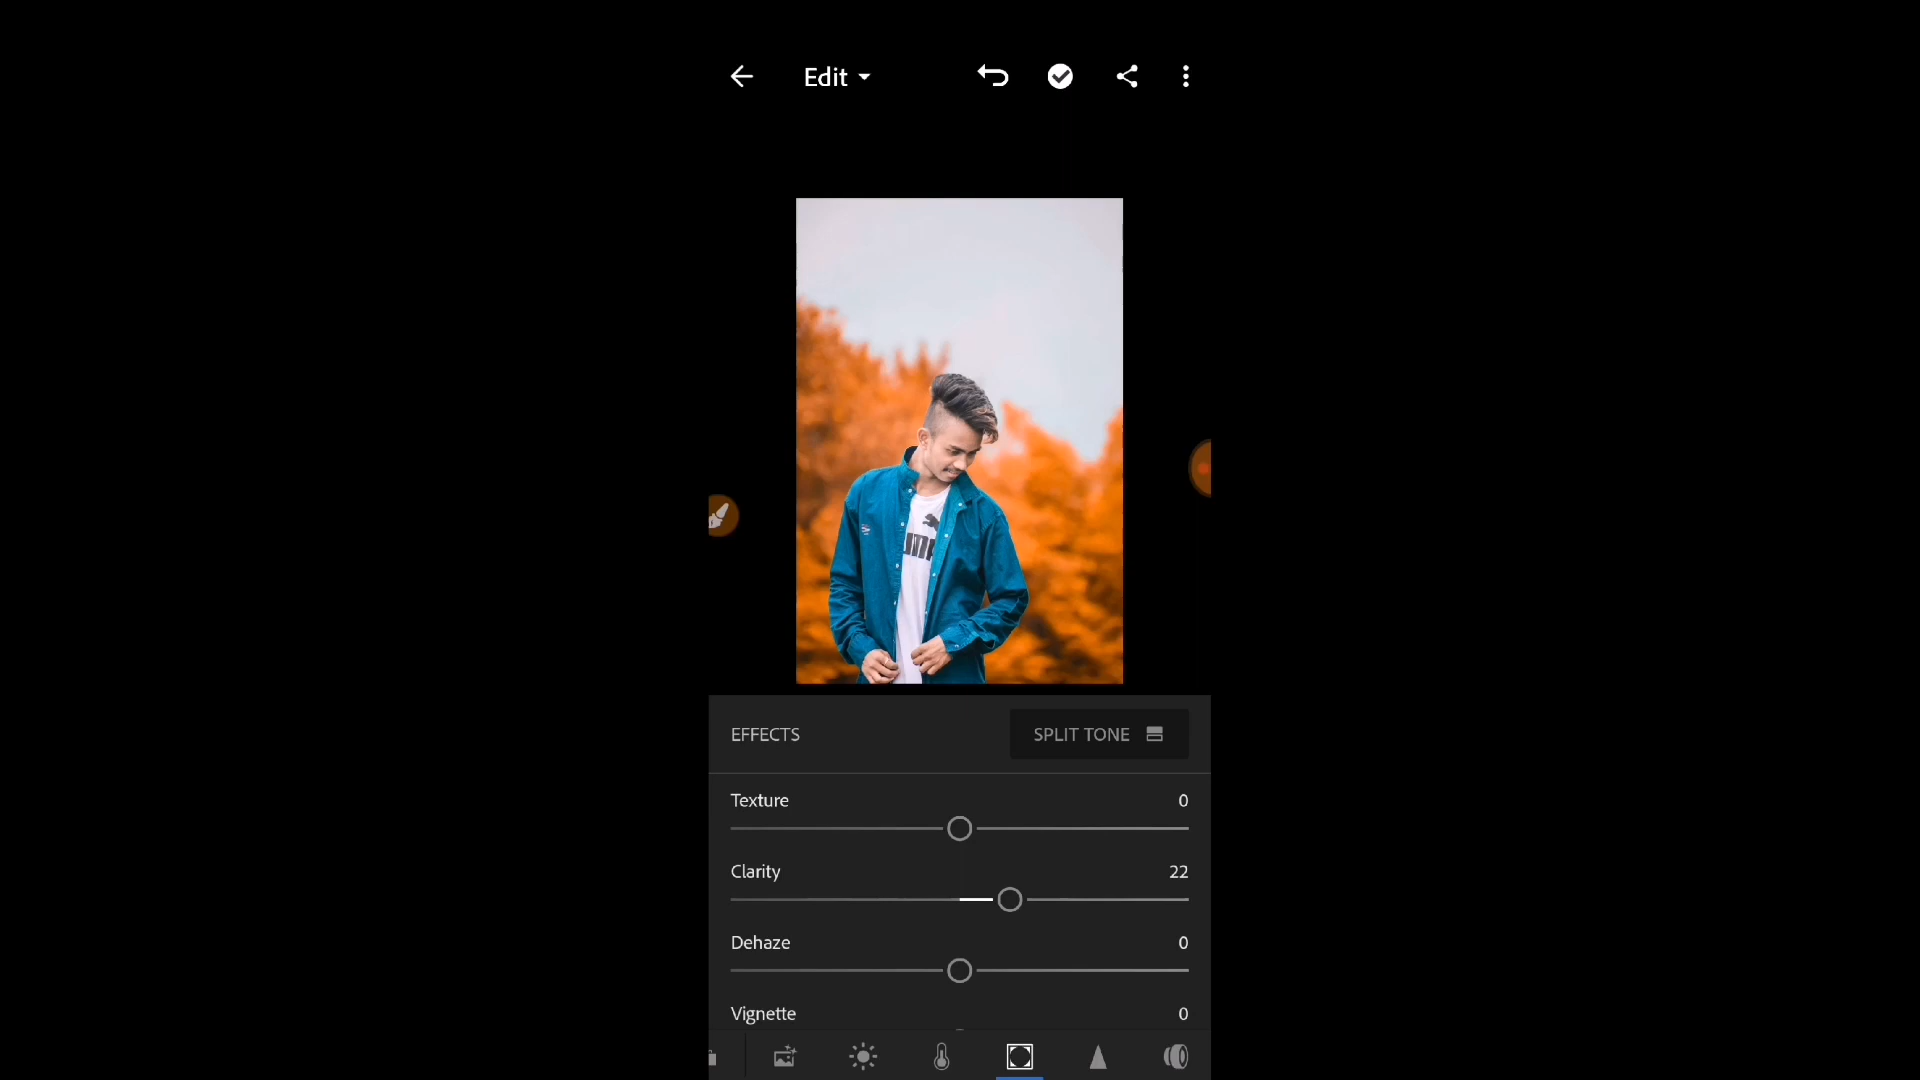 Edit
EFFECTS
SPLIT TONE
Texture 0
Clarity 22
Dehaze 0
Vignette 0